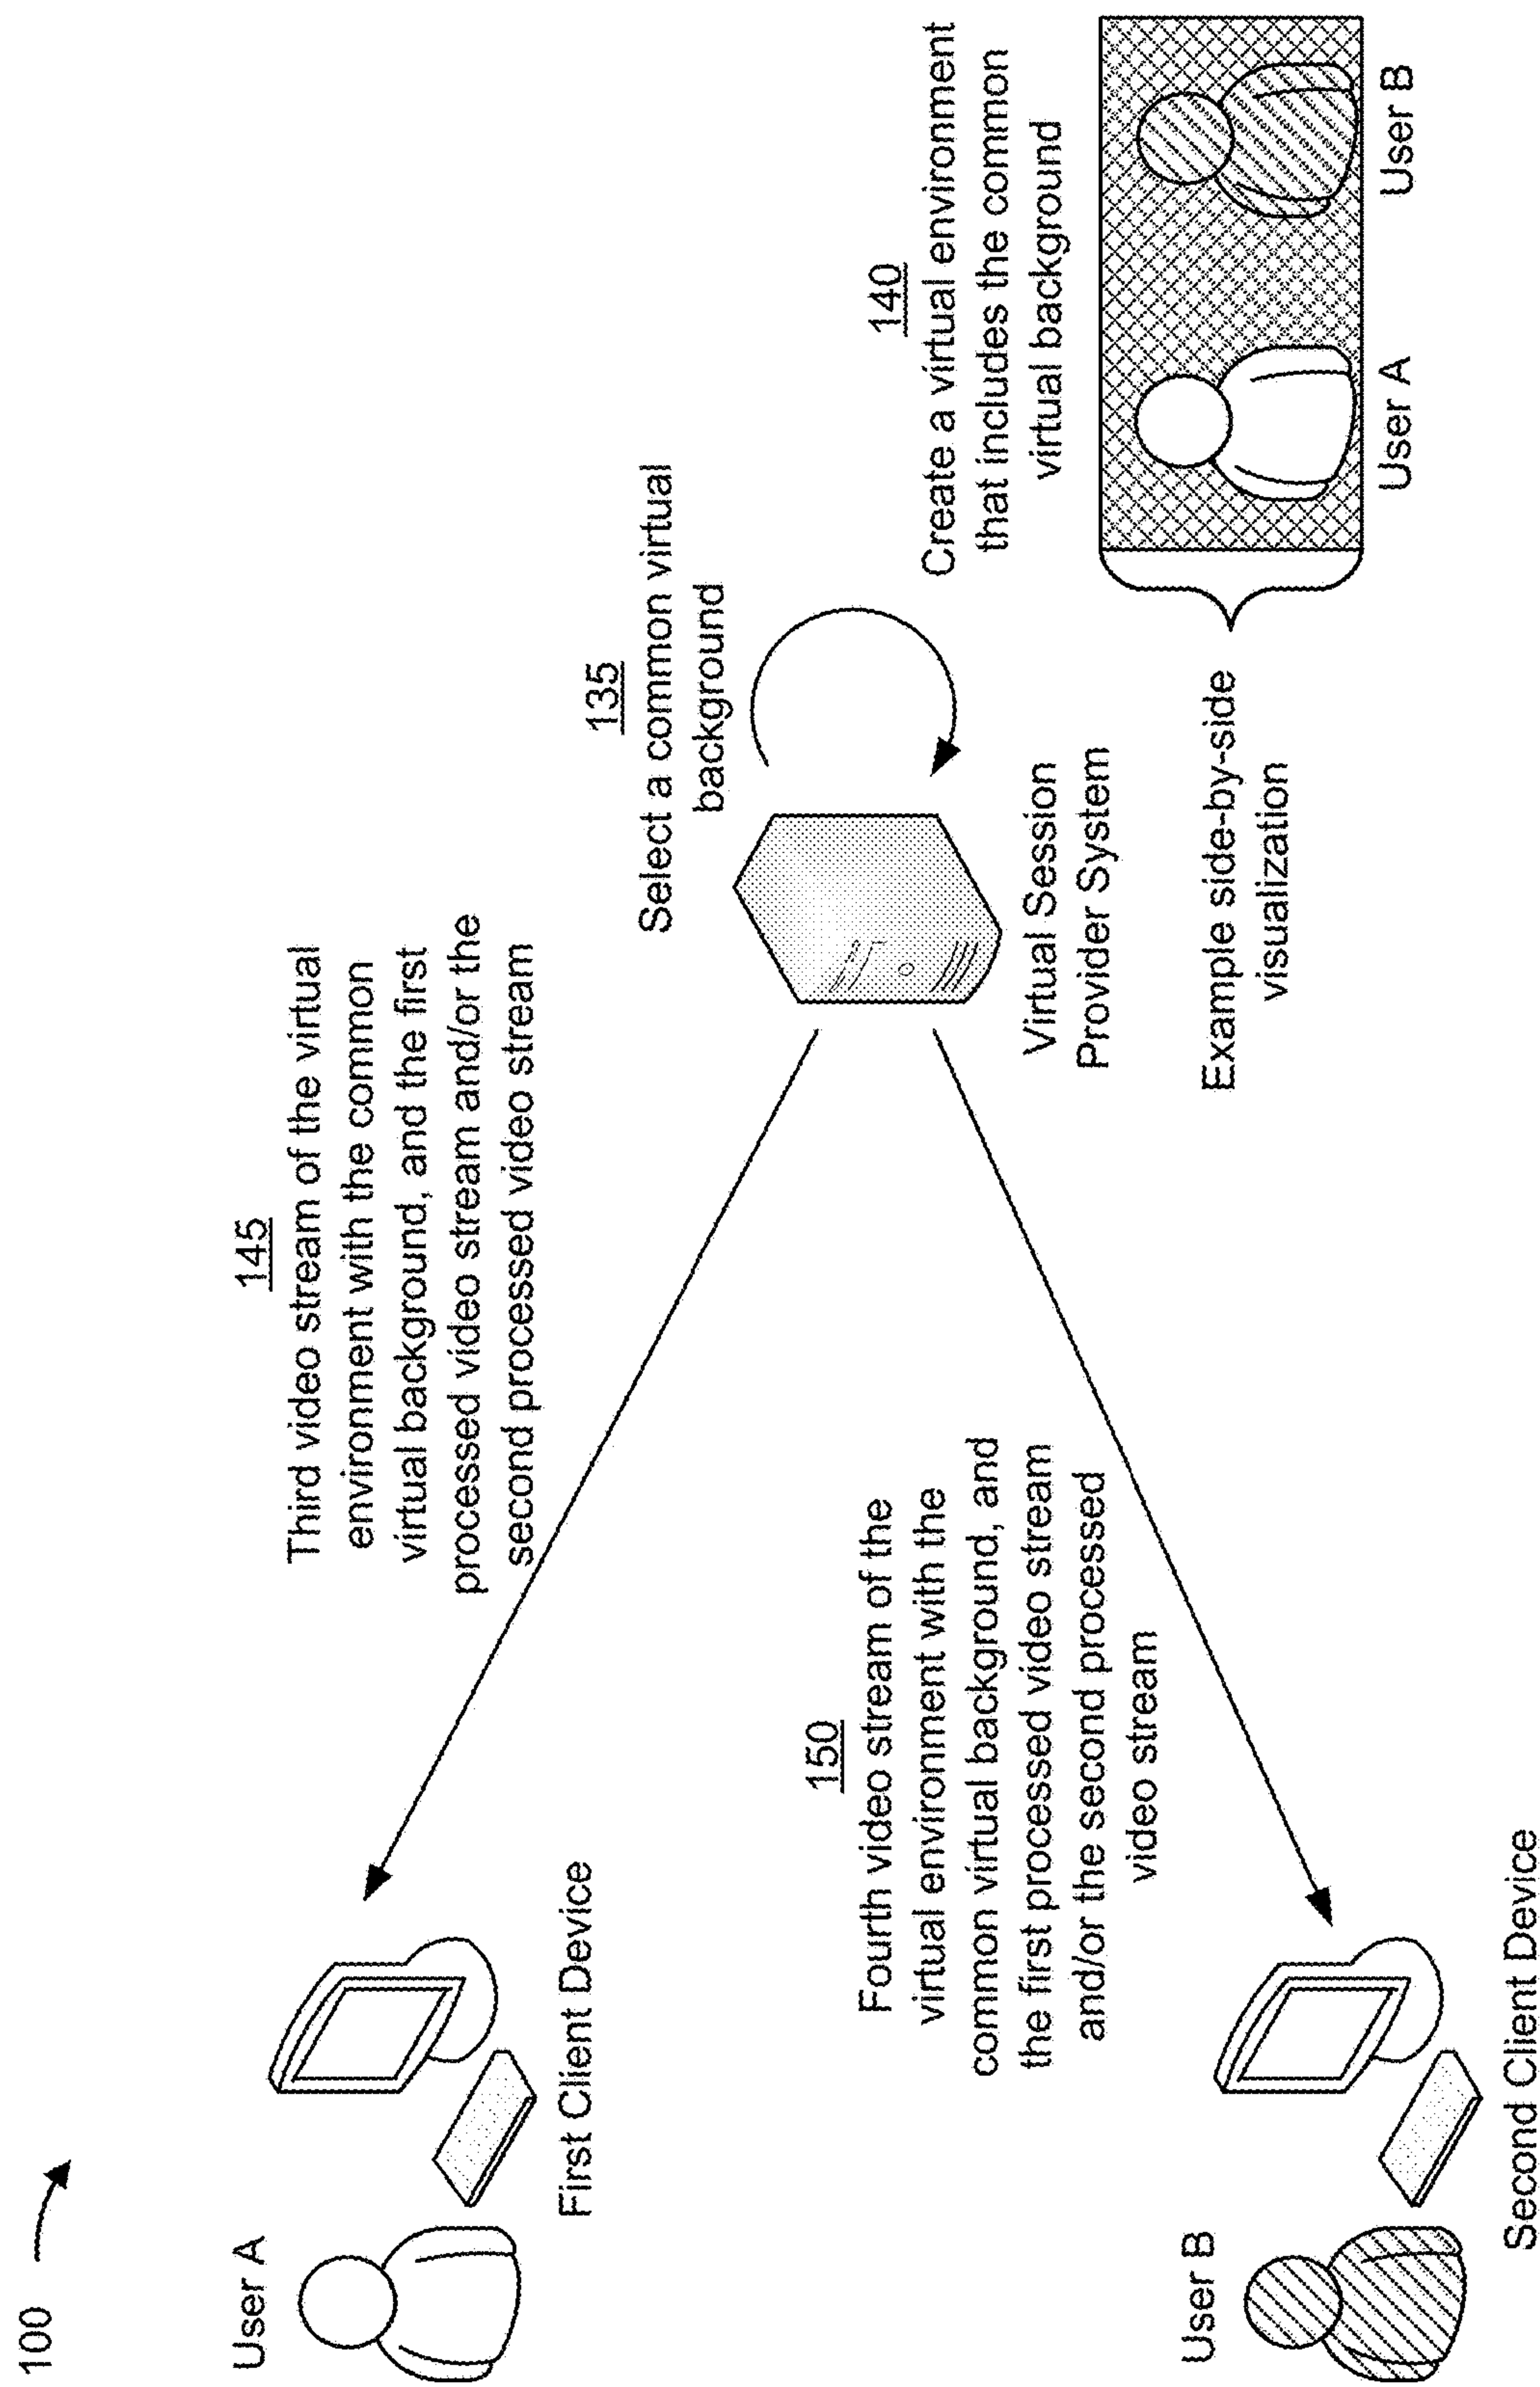 100
User A
First Client Device
145
Third video stream of the virtual
environment with the common
virtual background, and the first
processed video stream and/or the
second processed video stream
135
Select a common virtual
background
140
Create a virtual environment
that includes the common
virtual background
Virtual Session
Provider System
Example side-by-side
visualization
User A
User B
150
Fourth video stream of the
virtual environment with the
common virtual background, and
the first processed video stream
and/or the second processed
video stream
User B
Second Client Device